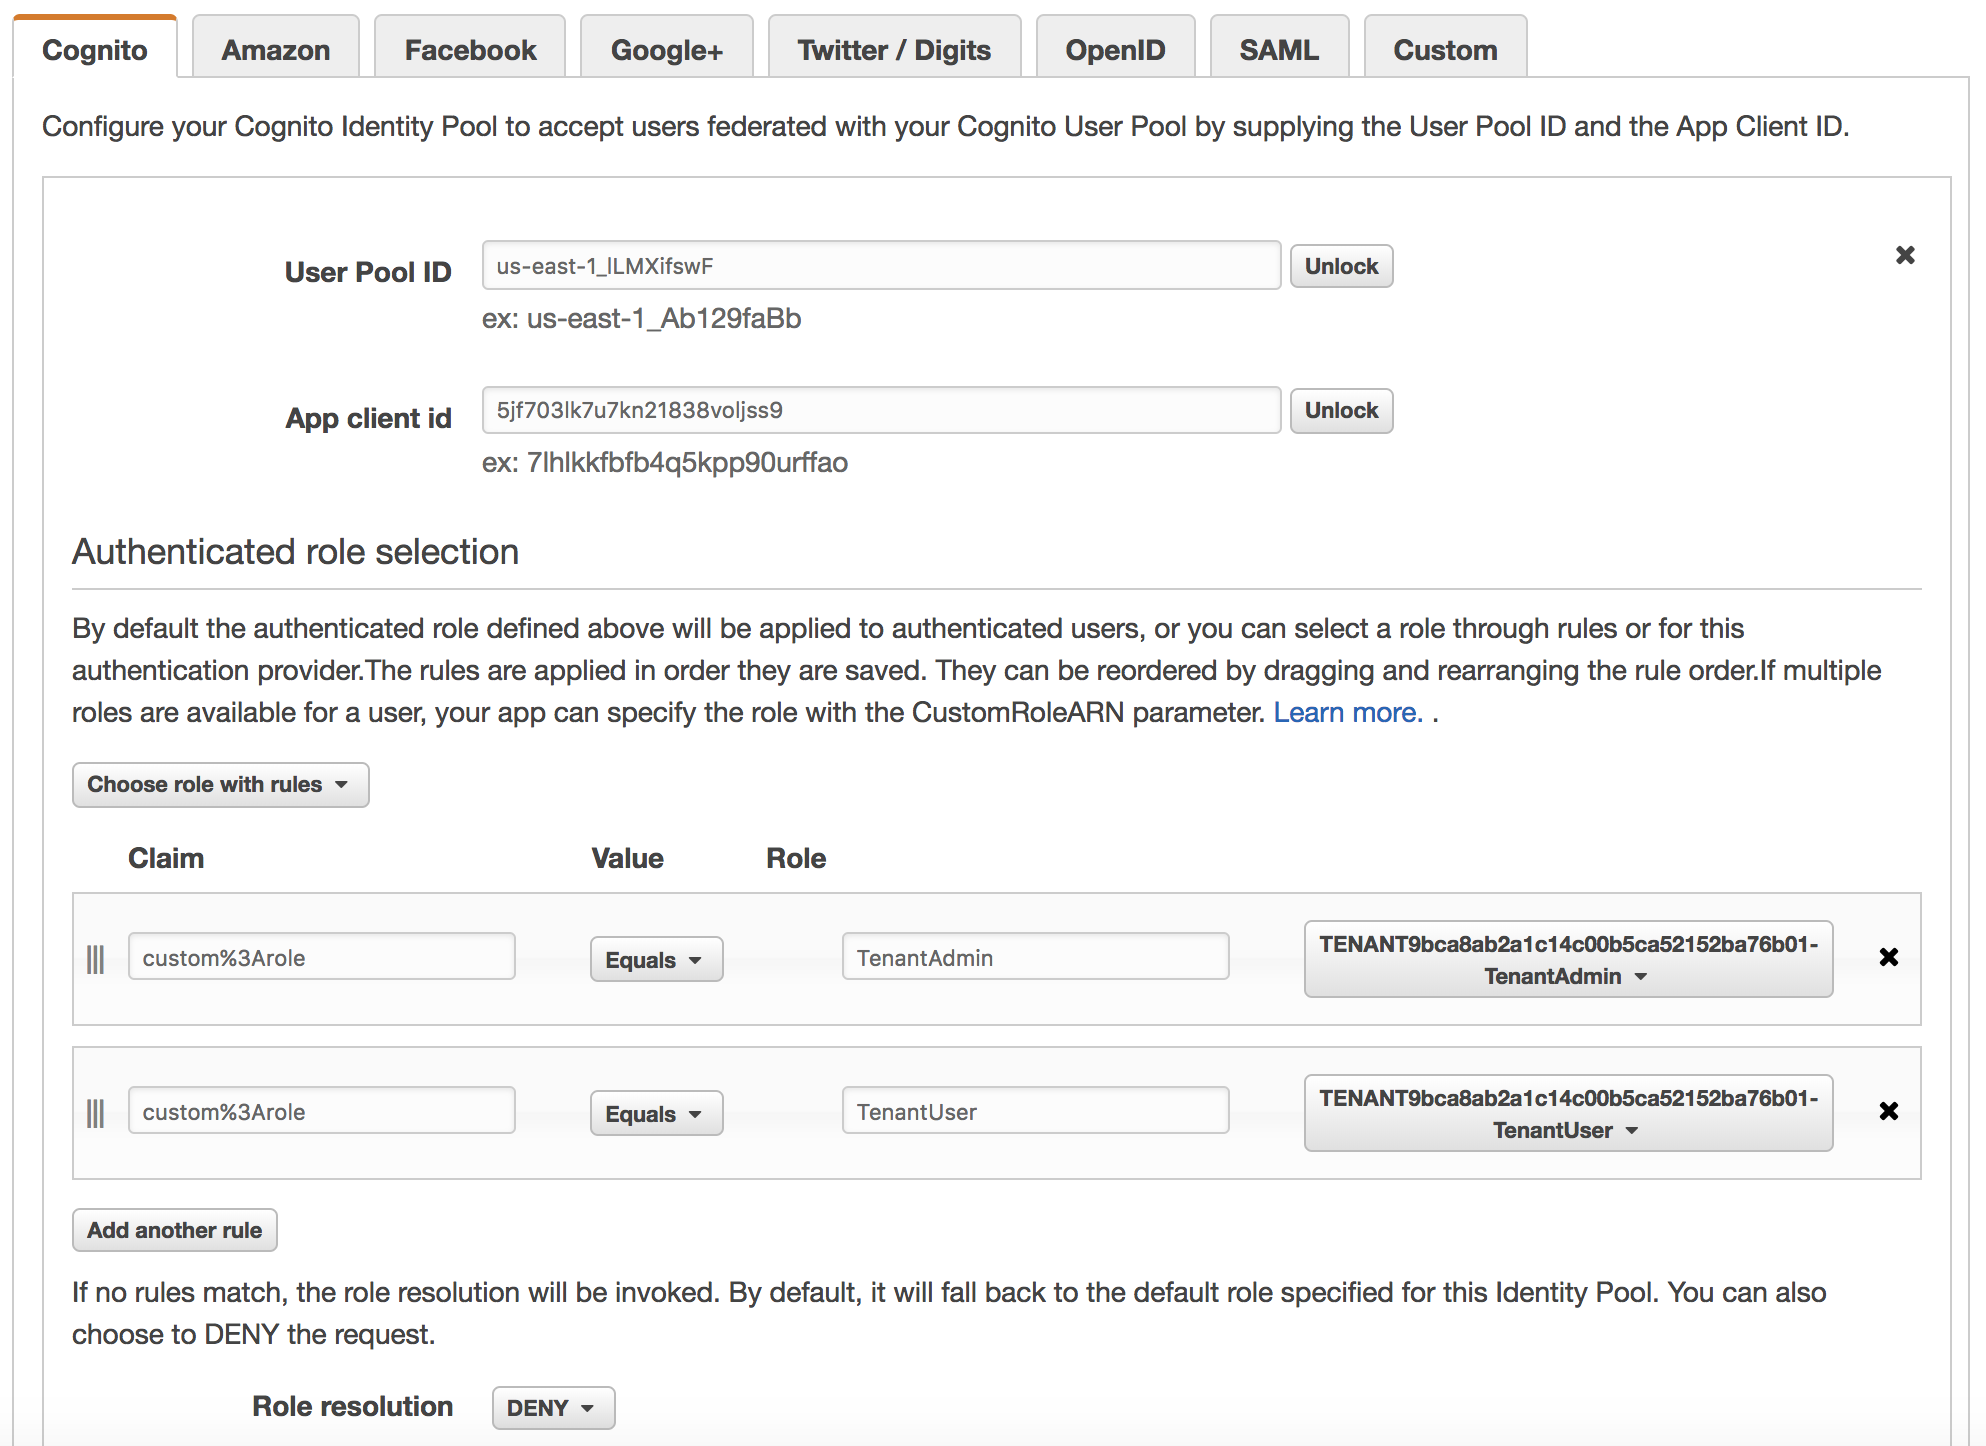 Cognito Amazon Facebook Google+ Twitter / Digits OpenID SAML Custom
Configure your Cognito Identity Pool to accept users federated with your Cognito User Pool by supplying the User Pool ID and the App Client ID.
User Pool ID us-east-1_lLMXifswF Unlock
ex: us-east-1_Ab129faBb
App client id 5jf703lk7u7kn21838voljss9 Unlock
ex: 7lhlkkfbfb4q5kpp90urffao
Authenticated role selection
By default the authenticated role defined above will be applied to authenticated users, or you can select a role through rules or for this
authentication provider.The rules are applied in order they are saved. They can be reordered by dragging and rearranging the rule order.If multiple
roles are available for a user, your app can specify the role with the CustomRoleARN parameter. Learn more. .
Choose role with rules
Claim Value Role
custom%3Arole Equals TenantAdmin TENANT9bca8ab2a1c14c00b5ca52152ba76b01-
TenantAdmin
custom%3Arole Equals TenantUser TENANT9bca8ab2a1c14c00b5ca52152ba76b01-
TenantUser
Add another rule
If no rules match, the role resolution will be invoked. By default, it will fall back to the default role specified for this Identity Pool. You can also
choose to DENY the request.
Role resolution DENY